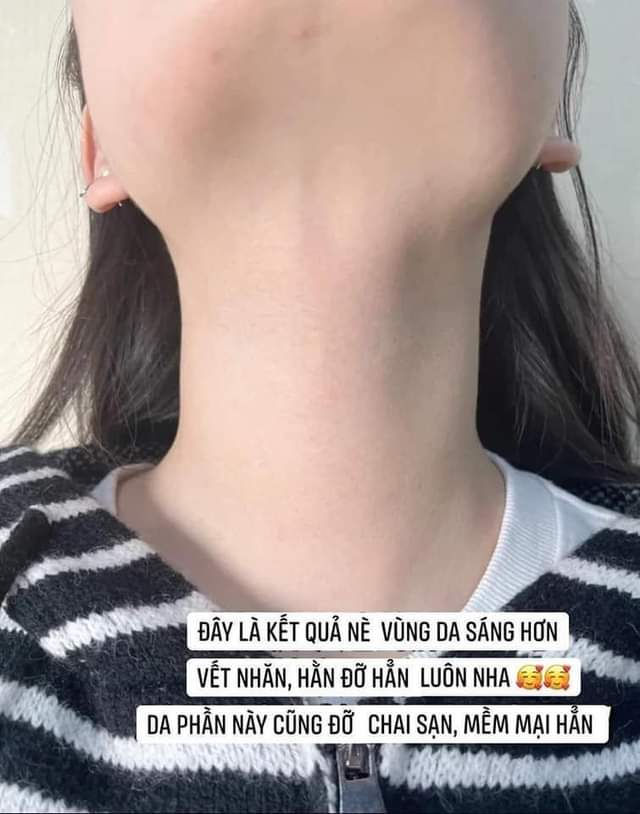 ĐÂY LÀ KẾT QUẢ NÈ VÙNG DA SÁNG HƠN
VẾT NHĂN, HẰN ĐỠ HẲN LUÔN NHA 🥰🥰
DA PHẦN NÀY CŨNG ĐỠ CHAI SẠN, MỀM MẠI HẲN